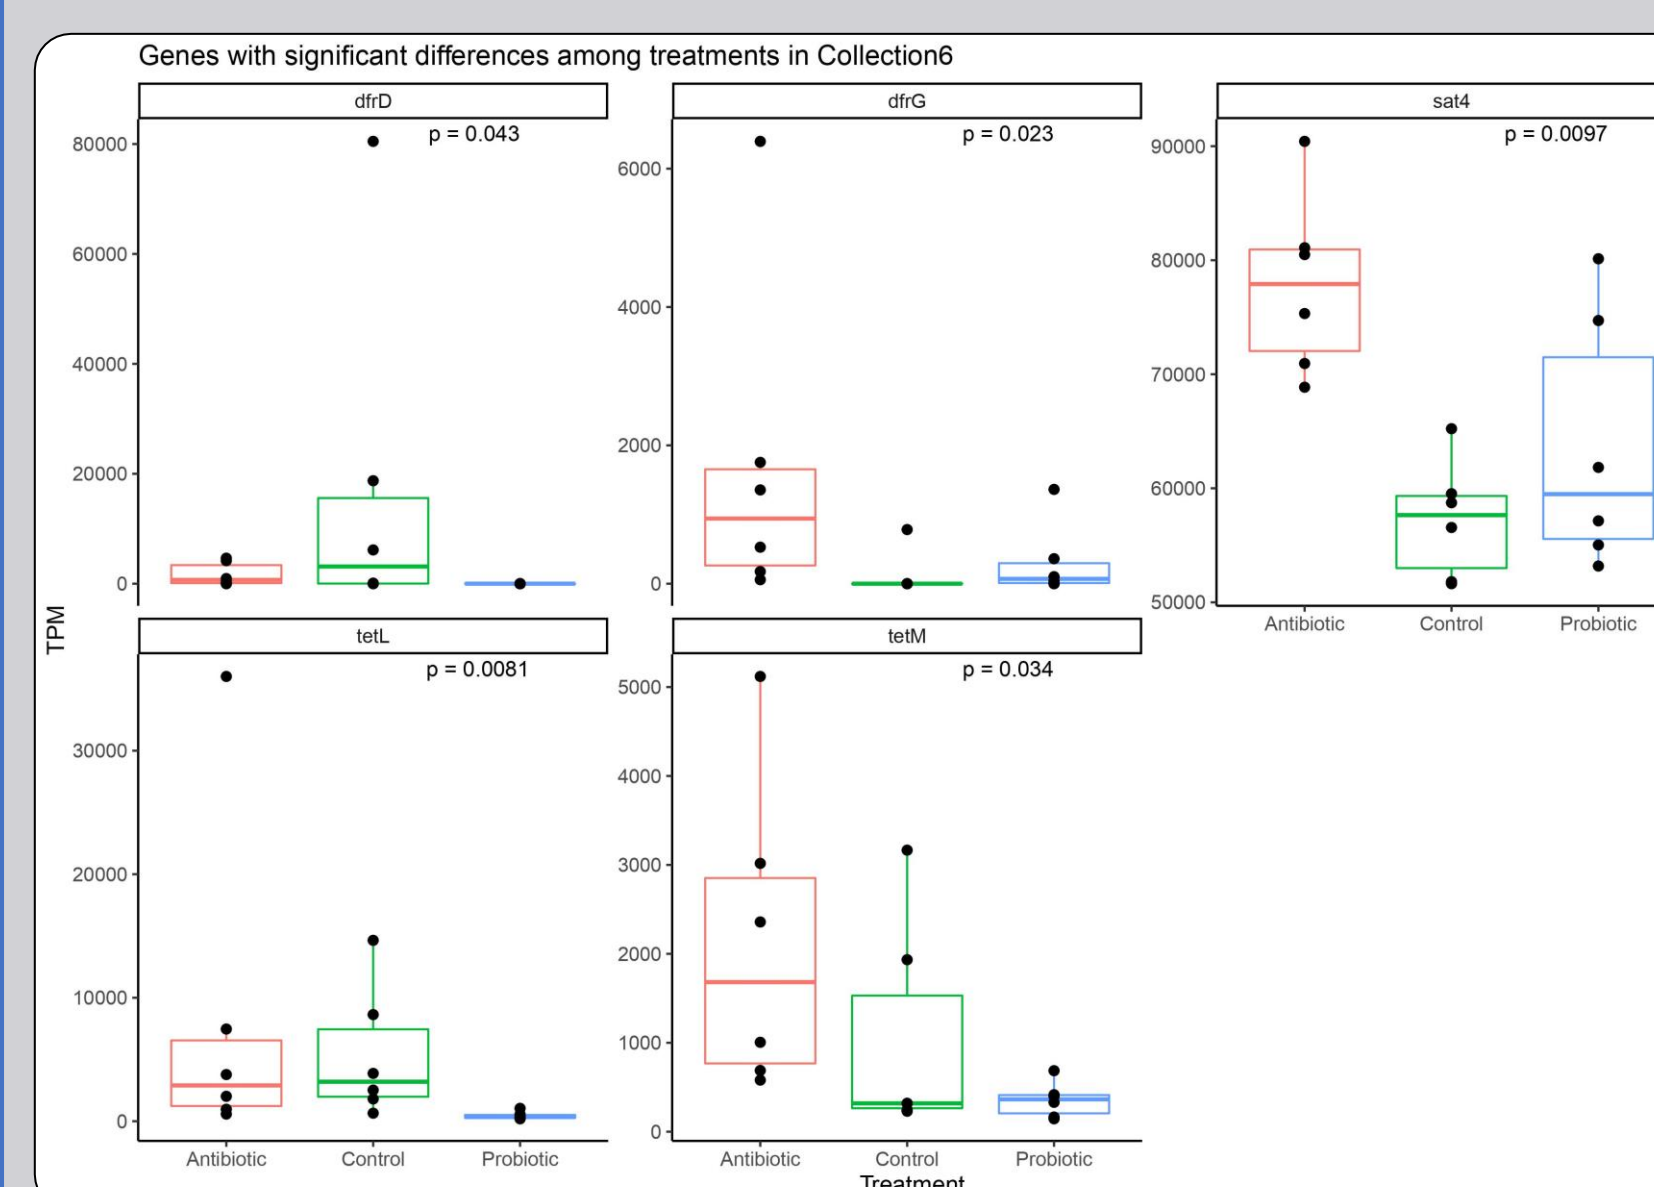 Genes with significant differences among treatments in Collection6
dfrD
p = 0.043
80000
60000
40000
20000
0
dfrG
p = 0.023
6000
4000
2000
0
sat4
p = 0.0097
90000
80000
70000
60000
50000
Antibiotic Control Probiotic
TPM
tetL
p = 0.0081
30000
20000
10000
0
Antibiotic Control Probiotic
tetM
p = 0.034
5000
4000
3000
2000
1000
0
Antibiotic Control Probiotic
Treatment